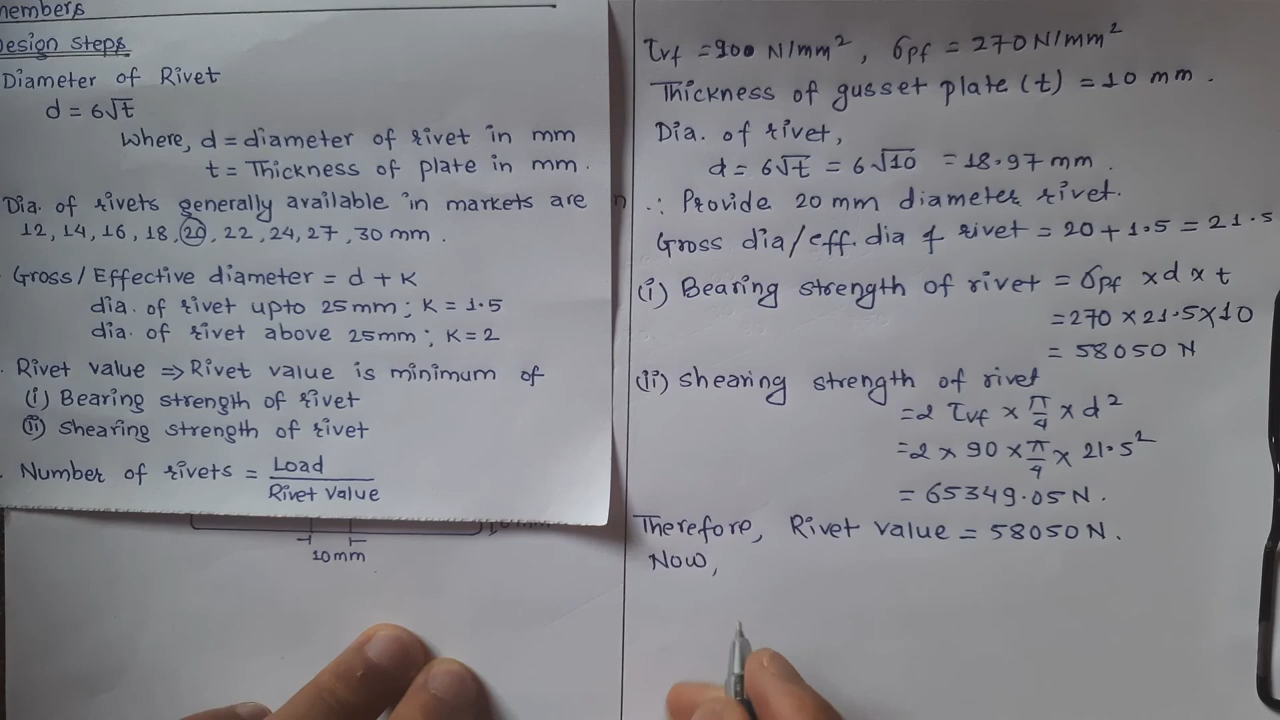 members
Design steps
Diameter of Rivet
d = 6√t
Where, d = diameter of rivet in mm
t = Thickness of plate in mm.
Dia. of rivets generally available in markets are
12, 14, 16, 18, 20, 22, 24, 27, 30 mm.
Gross / Effective diameter = d + K
dia. of rivet upto 25mm; K = 1.5
dia. of rivet above 25mm; K = 2
Rivet value ⇒ Rivet value is minimum of
(i) Bearing strength of rivet
(ii) Shearing strength of rivet
Number of rivets = Load / Rivet value
10mm
τvf = 900 N/mm², σpf = 270 N/mm²
Thickness of gusset plate (t) = 10 mm.
Dia. of rivet,
d = 6√t = 6√10 = 18.97 mm.
∴ Provide 20 mm diameter rivet.
Gross dia/eff. dia of rivet = 20 + 1.5 = 21.5
(i) Bearing strength of rivet = σpf × d × t
= 270 × 21.5 × 10
= 58050 N
(ii) shearing strength of rivet
= 2 τvf × π/4 × d²
= 2 × 90 × π/4 × 21.5²
= 65349.05 N.
Therefore, Rivet value = 58050 N.
Now,